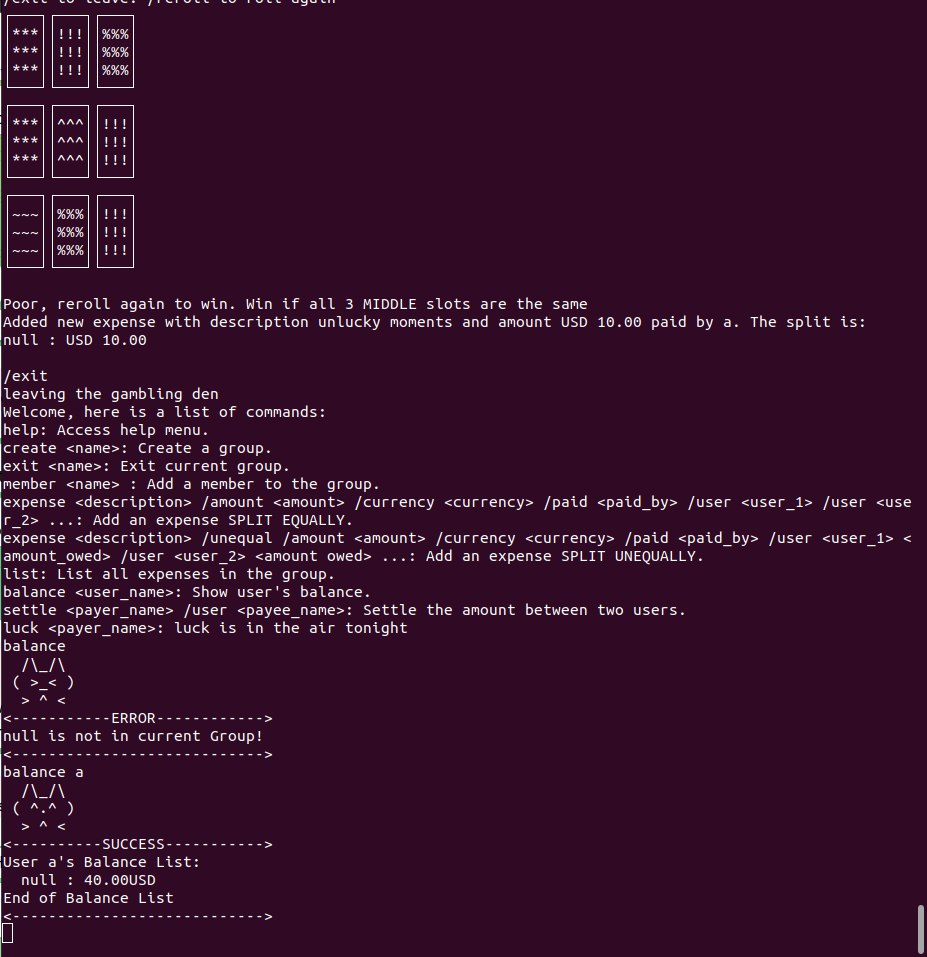 /exit to leave. /reroll to roll again
*** !!! %%%
*** !!! %%%
*** !!! %%%
*** ^^^ !!!
*** ^^^ !!!
*** ^^^ !!!
~~~ %%% !!!
~~~ %%% !!!
~~~ %%% !!!
Poor, reroll again to win. Win if all 3 MIDDLE slots are the same
Added new expense with description unlucky moments and amount USD 10.00 paid by a. The split is:
null : USD 10.00
/exit
leaving the gambling den
Welcome, here is a list of commands:
help: Access help menu.
create <name>: Create a group.
exit <name>: Exit current group.
member <name> : Add a member to the group.
expense <description> /amount <amount> /currency <currency> /paid <paid_by> /user <user_1> /user <use
r_2> ...: Add an expense SPLIT EQUALLY.
expense <description> /unequal /amount <amount> /currency <currency> /paid <paid_by> /user <user_1> <
amount_owed> /user <user_2> <amount owed> ...: Add an expense SPLIT UNEQUALLY.
list: List all expenses in the group.
balance <user_name>: Show user's balance.
settle <payer_name> /user <payee_name>: Settle the amount between two users.
luck <payer_name>: luck is in the air tonight
balance
  /\_/\
 ( >_< )
  > ^ <
<-----------ERROR------------>
null is not in current Group!
<---------------------------->
balance a
  /\_/\
 ( ^.^ )
  > ^ <
<----------SUCCESS----------->
User a's Balance List:
  null : 40.00USD
End of Balance List
<---------------------------->